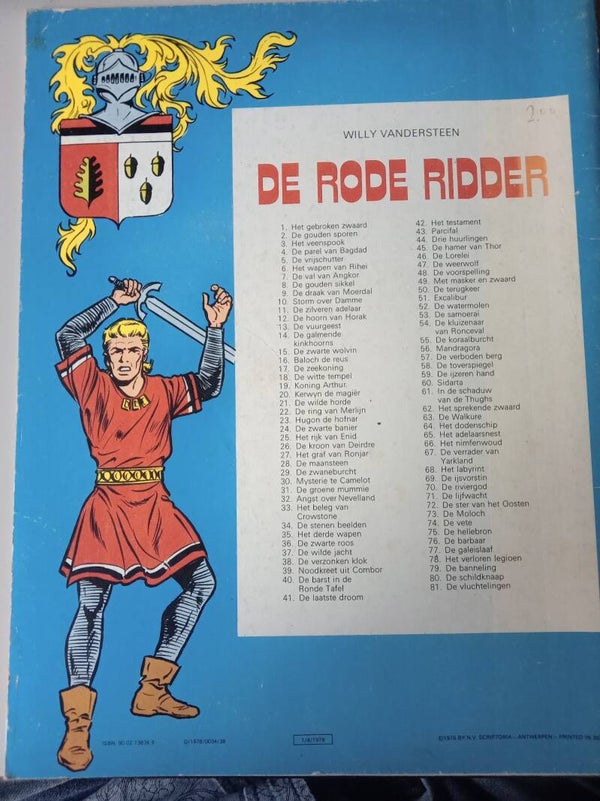 2.00
WILLY VANDERSTEEN
DE RODE RIDDER
1. Het gebroken zwaard
2. De gouden sporen
3. Het veenspook
4. De parel van Bagdad
5. De vrijschutter
6. Het wapen van Rihei
7. De val van Angkor
8. De gouden sikkel
9. De draak van Moerdal
10. Storm over Damme
11. De zilveren adelaar
12. De hoorn van Horak
13. De vuurgeest
14. De galmende
kinkhoorns
15. De zwarte wolvin
16. Baloch de reus
17. De zeekoning
18. De witte tempel
19. Koning Arthur.
20. Kerwyn de magiër
21. De wilde horde
22. De ring van Merlijn
23. Hugon de hofnar
24. De zwarte banier
25. Het rijk van Enid
26. De kroon van Deirdre
27. Het graf van Ronjar
28. De maansteen
29. De zwaneburcht
30. Mysterie te Camelot
31. De groene mummie
32. Angst over Nevelland
33. Het beleg van
Crowstone
34. De stenen beelden
35. Het derde wapen
36. De zwarte roos
37. De wilde jacht
38. De verzonken klok
39. Noodkreet uit Combor
40. De barst in de
Ronde Tafel
41. De laatste droom
42. Het testament
43. Parcifal
44. Drie huurlingen
45. De hamer van Thor
46. De Lorelei
47. De weerwolf
48. De voorspelling
49. Met masker en zwaard
50. De terugkeer
51. Excalibur
52. De watermolen
53. De samoerai
54. De kluizenaar
van Ronceval
55. De koraalburcht
56. Mandragora
57. De verboden berg
58. De toverspiegel
59. De ijzeren hand
60. Sidarta
61. In de schaduw
van de Thughs
62. Het sprekende zwaard
63. De Walkure
64. Het dodenschip
65. Het adelaarsnest
66. Het nimfenwoud
67. De verrader van
Yarkland
68. Het labyrint
69. De ijsvorstin
70. De riviergod
71. De lijfwacht
72. De ster van het Oosten
73. De Moloch
74. De vete
75. De hellebron
76. De barbaar
77. De galeislaaf
78. Het verloren legioen
79. De banneling
80. De schildknaap
81. De vluchtelingen
ISBN 90 02 13834 6
D/1978/0034/38
1/4/1978
©1978 BY N.V. SCRIPTORIA – ANTWERPEN – PRINTED IN